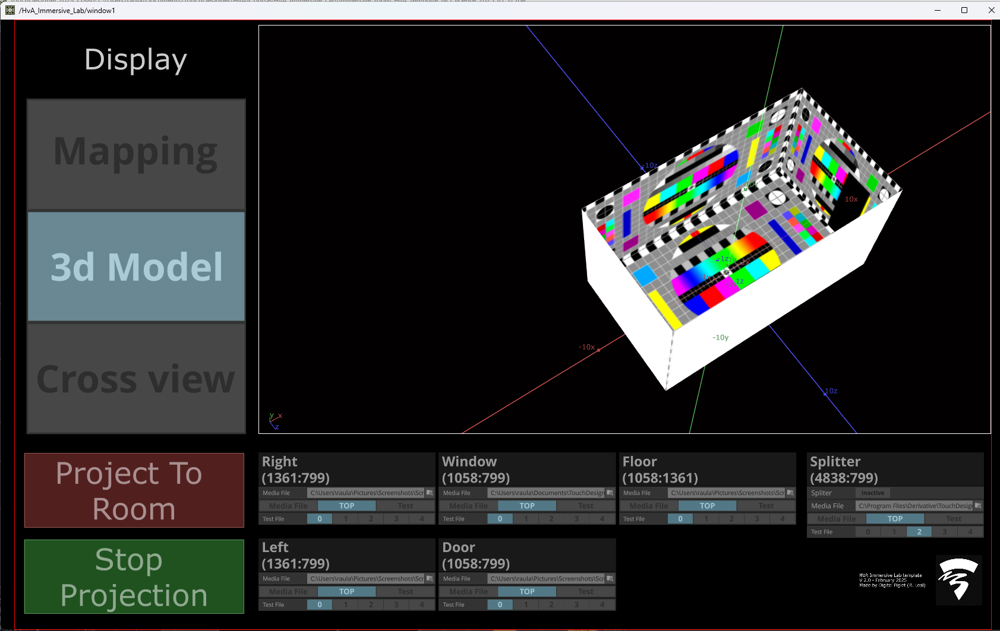 /HvA_Immersive_Lab/window1
Display
Mapping
3d Model
Cross view
Project To
Room
Stop
Projection
-10z
10y
10x
-1z
-1x
1z
-10y
-10x
10z
y
x
z
Right
(1361:799)
Media File C:\Users\raula\Pictures\Screenshots\Scr
Media File TOP Test
Test File 0 1 2 3 4
Window
(1058:799)
Media File C:\Users\raula\Documents\TouchDesign
Media File TOP Test
Test File 0 1 2 3 4
Floor
(1058:1361)
Media File C:\Users\raula\Pictures\Screenshots\Scr
Media File TOP Test
Test File 0 1 2 3 4
Splitter
(4838:799)
Spliter Inactive
Media File C:\Program Files\Derivative\TouchDesign
Media File TOP Test
Test File 0 1 2 3 4
Left
(1361:799)
Media File C:\Users\raula\Pictures\Screenshots\Scr
Media File TOP Test
Test File 0 1 2 3 4
Door
(1058:799)
Media File C:\Users\raula\Pictures\Screenshots\Scr
Media File TOP Test
Test File 0 1 2 3 4
HVA Immersive Lab template
V 2.0 - February 2025
Made by Digital Piglet (R. Leal)